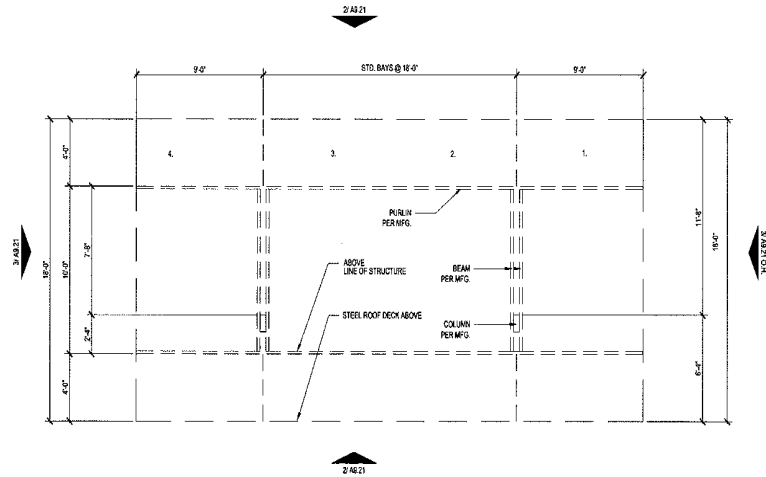 2/ A9.21
9'-0"
STD. BAYS @ 18'-0"
9'-0"
4'-0"
4.
3.
2.
1.
PURLIN
PER MFG.
11'-8"
3/ A9.21
18'-0"
10'-0"
7'-8"
ABOVE
LINE OF STRUCTURE
BEAM
PER MFG.
18'-0"
3/ A9.21 O.H.
STEEL ROOF DECK ABOVE
COLUMN
PER MFG.
2'-4"
6'-4"
4'-0"
2/ A9.21